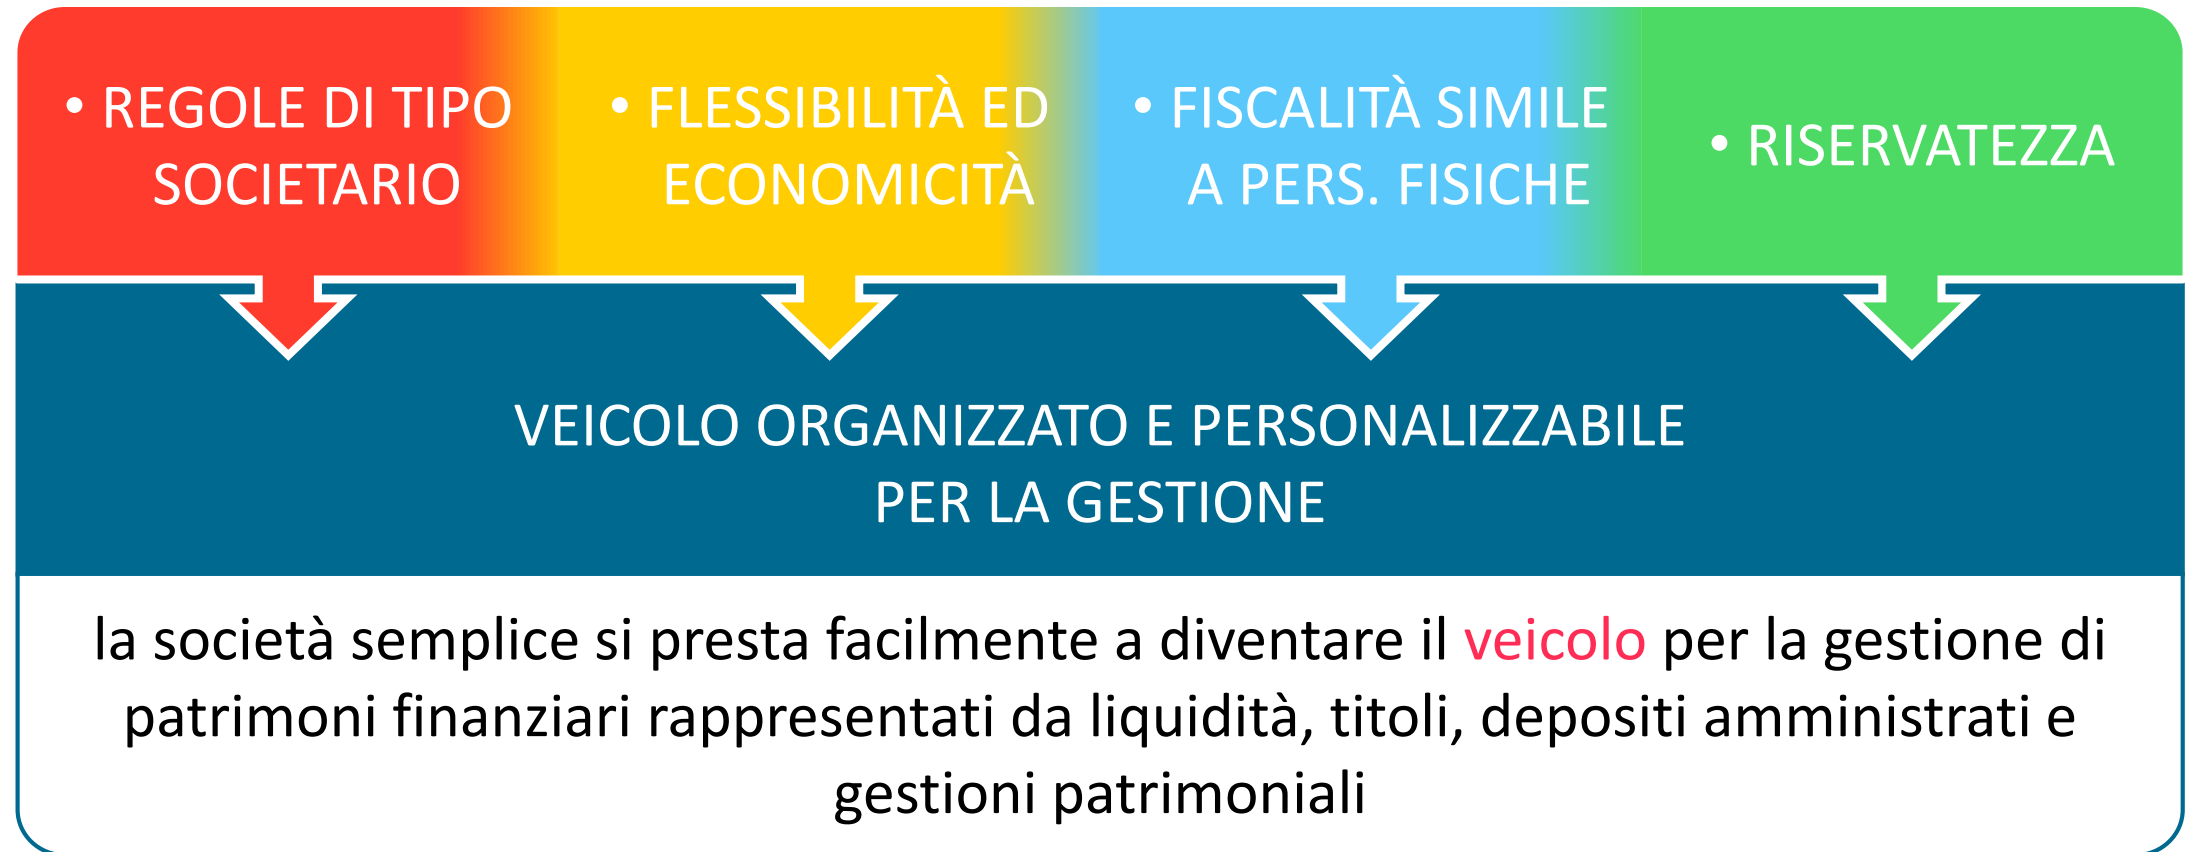 • REGOLE DI TIPO
SOCIETARIO
• FLESSIBILITÀ ED
ECONOMICITÀ
• FISCALITÀ SIMILE
A PERS. FISICHE
• RISERVATEZZA
VEICOLO ORGANIZZATO E PERSONALIZZABILE
PER LA GESTIONE
la società semplice si presta facilmente a diventare il veicolo per la gestione di
patrimoni finanziari rappresentati da liquidità, titoli, depositi amministrati e
gestioni patrimoniali